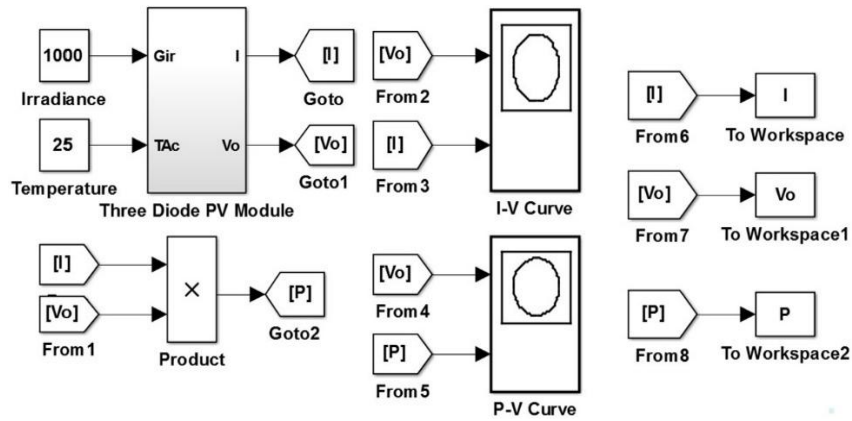 1000
Irradiance
25
Temperature
Gir
I
TAc
Vo
Three Diode PV Module
[I]
Goto
[Vo]
Goto1
[Vo]
From2
[I]
From3
I-V Curve
[I]
From6
I
To Workspace
[Vo]
From7
Vo
To Workspace1
[I]
[Vo]
From1
×
Product
[P]
Goto2
[Vo]
From4
[P]
From5
P-V Curve
[P]
From8
P
To Workspace2